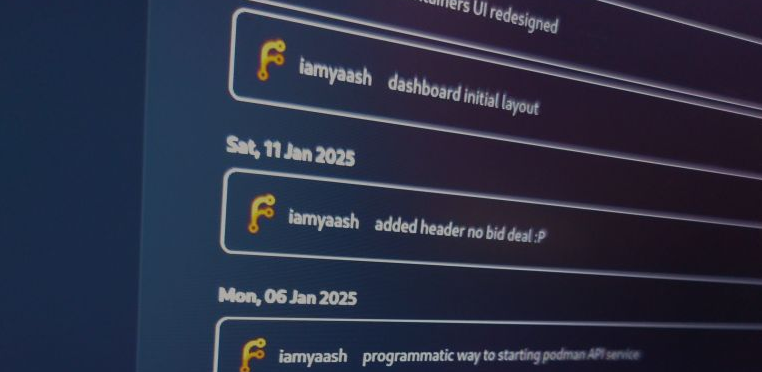 UI redesigned
iamyaash dashboard initial layout
Sat, 11 Jan 2025
iamyaash added header no bid deal :P
Mon, 06 Jan 2025
iamyaash programmatic way to starting podman API service